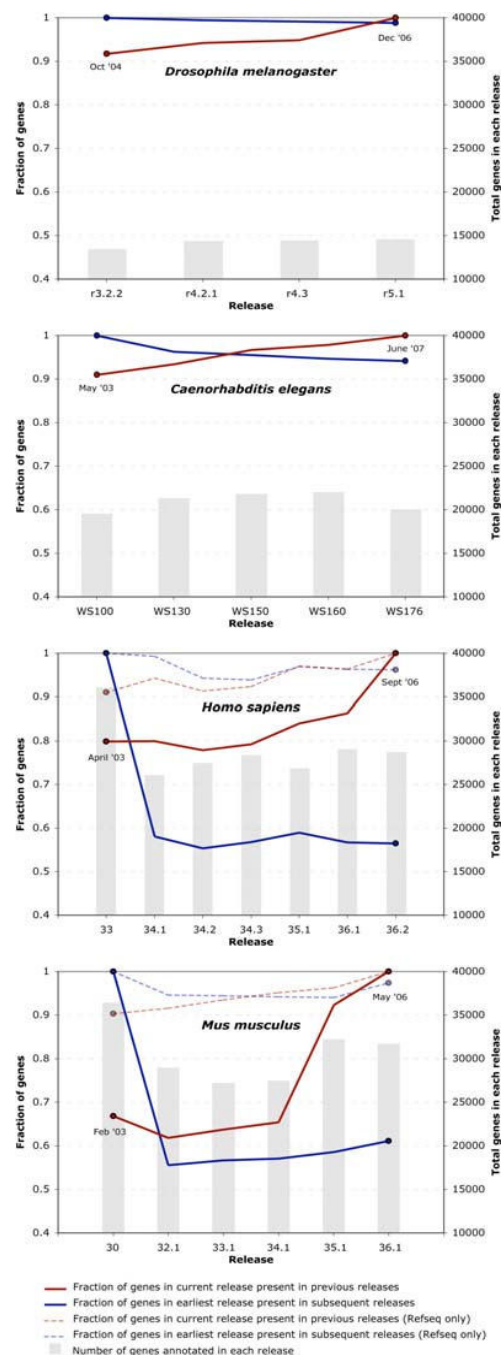 1
0.9
0.8
0.7
0.6
0.5
0.4
Fraction of genes
Oct '04
Drosophila melanogaster
Dec '06
40000
35000
30000
25000
20000
15000
10000
Total genes in each release
r3.2.2 r4.2.1 r4.3 r5.1
Release
1
0.9
0.8
0.7
0.6
0.5
0.4
Fraction of genes
May '03
Caenorhabditis elegans
June '07
40000
35000
30000
25000
20000
15000
10000
Total genes in each release
WS100 WS130 WS150 WS160 WS176
Release
1
0.9
0.8
0.7
0.6
0.5
0.4
Fraction of genes
April '03
Homo sapiens
Sept '06
40000
35000
30000
25000
20000
15000
10000
Total genes in each release
33 34.1 34.2 34.3 35.1 36.1 36.2
Release
1
0.9
0.8
0.7
0.6
0.5
0.4
Fraction of genes
Feb '03
Mus musculus
May '06
40000
35000
30000
25000
20000
15000
10000
Total genes in each release
30 32.1 33.1 34.1 35.1 36.1
Release
Fraction of genes in current release present in previous releases
Fraction of genes in earliest release present in subsequent releases
Fraction of genes in current release present in previous releases (Refseq only)
Fraction of genes in earliest release present in subsequent releases (Refseq only)
Number of genes annotated in each release